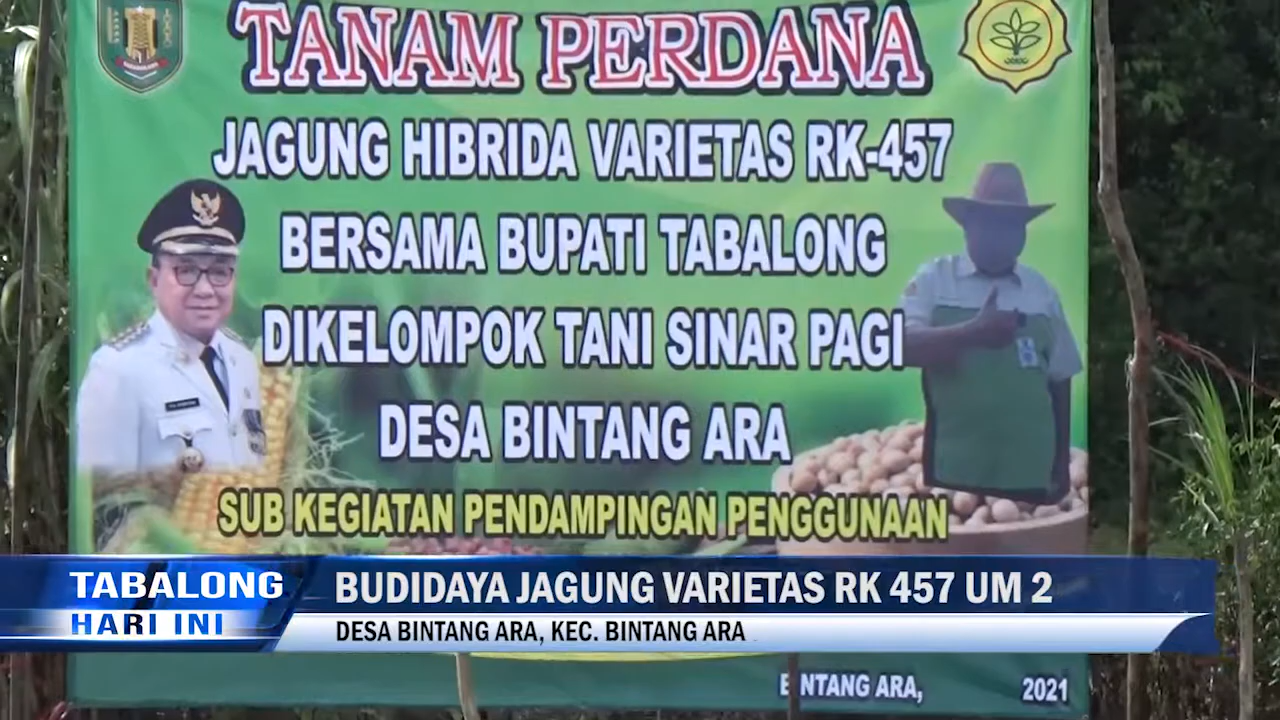 TANAM PERDANA
JAGUNG HIBRIDA VARIETAS RK-457
BERSAMA BUPATI TABALONG
DIKELOMPOK TANI SINAR PAGI
DESA BINTANG ARA
SUB KEGIATAN PENDAMPINGAN PENGGUNAAN
TABALONG
HARI INI
BUDIDAYA JAGUNG VARIETAS RK 457 UM 2
DESA BINTANG ARA, KEC. BINTANG ARA
BINTANG ARA, 2021